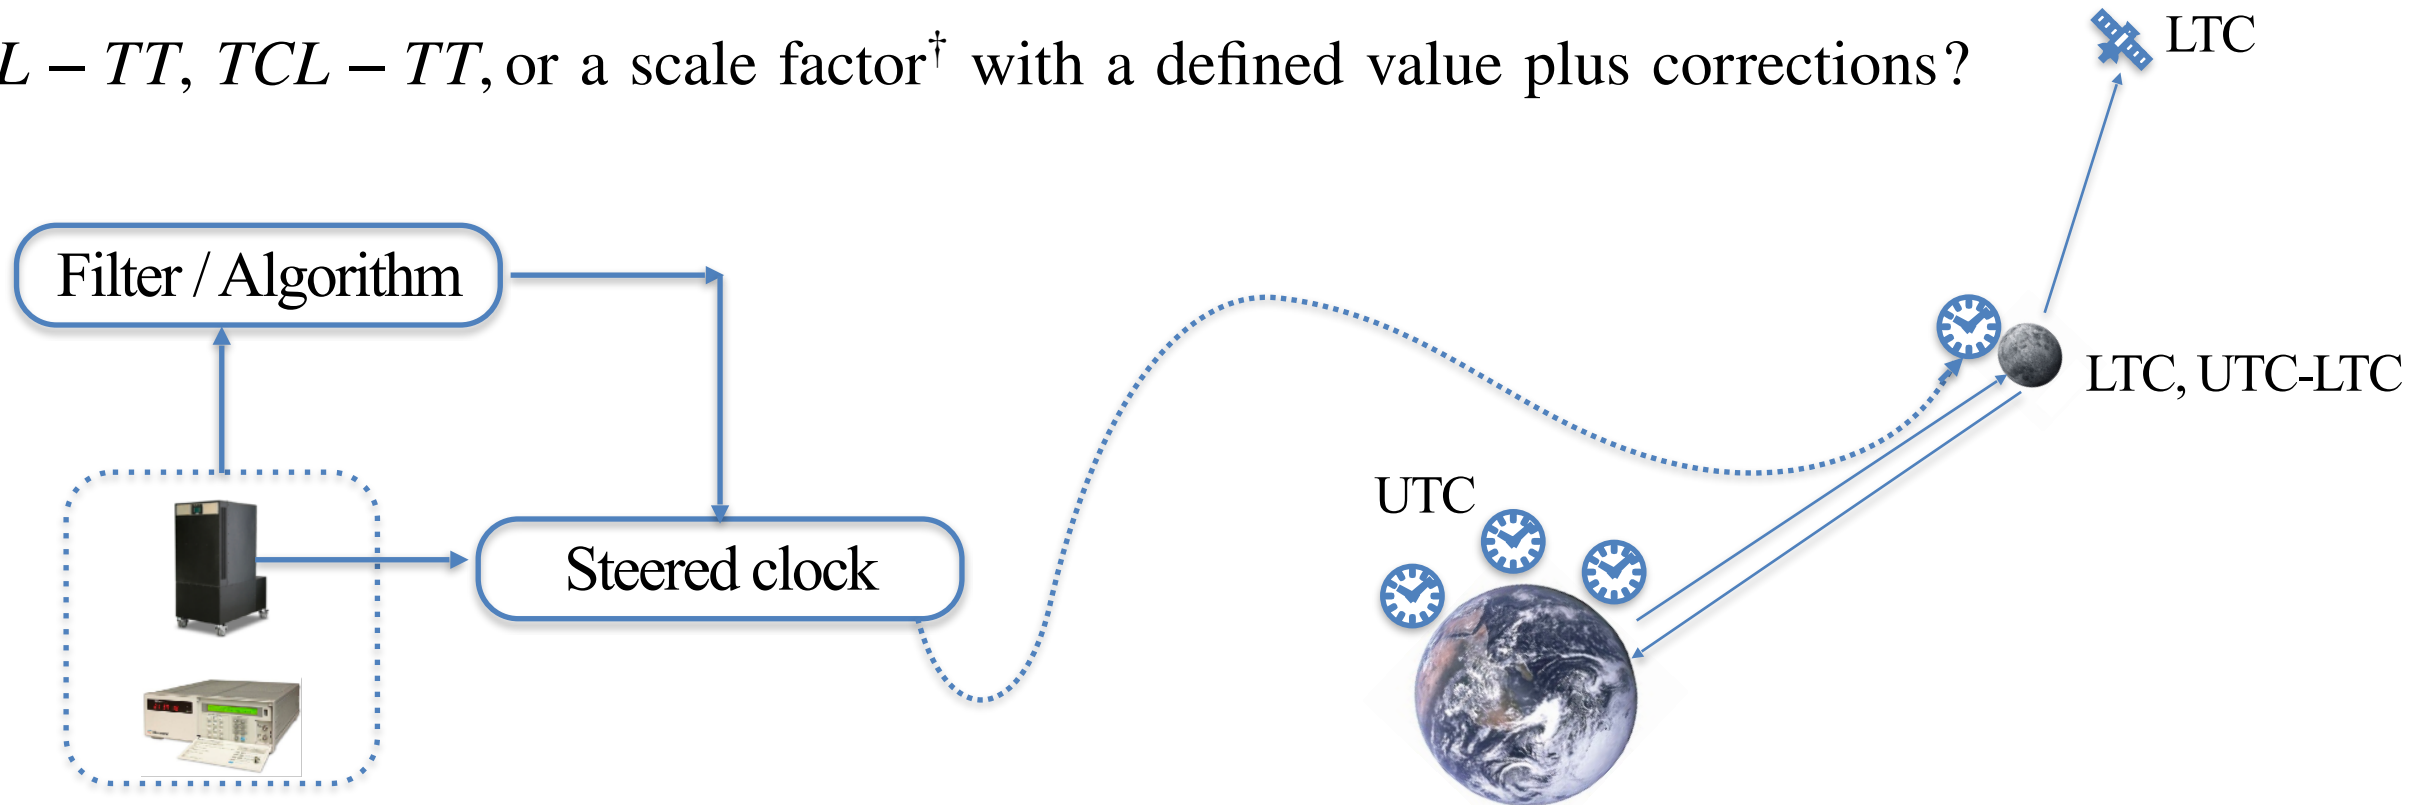 L – TT, TCL – TT, or a scale factor† with a defined value plus corrections?
LTC
Filter / Algorithm
LTC, UTC-LTC
UTC
Steered clock